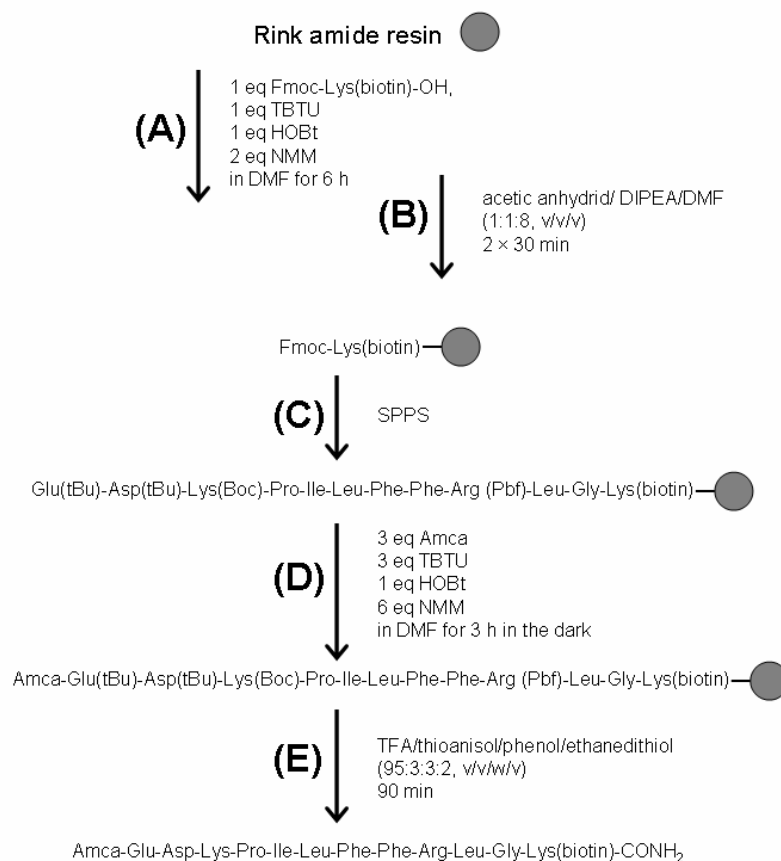 Rink amide resin
(A)
1 eq Fmoc-Lys(biotin)-OH,
1 eq TBTU
1 eq HOBt
2 eq NMM
in DMF for 6 h
(B)
acetic anhydrid/ DIPEA/DMF
(1:1:8, v/v/v)
2 × 30 min
Fmoc-Lys(biotin)
(C)
SPPS
Glu(tBu)-Asp(tBu)-Lys(Boc)-Pro-Ile-Leu-Phe-Phe-Arg (Pbf)-Leu-Gly-Lys(biotin)
(D)
3 eq Amca
3 eq TBTU
1 eq HOBt
6 eq NMM
in DMF for 3 h in the dark
Amca-Glu(tBu)-Asp(tBu)-Lys(Boc)-Pro-Ile-Leu-Phe-Phe-Arg (Pbf)-Leu-Gly-Lys(biotin)
(E)
TFA/thioanisol/phenol/ethanedithiol
(95:3:3:2, v/v/w/v)
90 min
Amca-Glu-Asp-Lys-Pro-Ile-Leu-Phe-Phe-Arg-Leu-Gly-Lys(biotin)-CONH₂